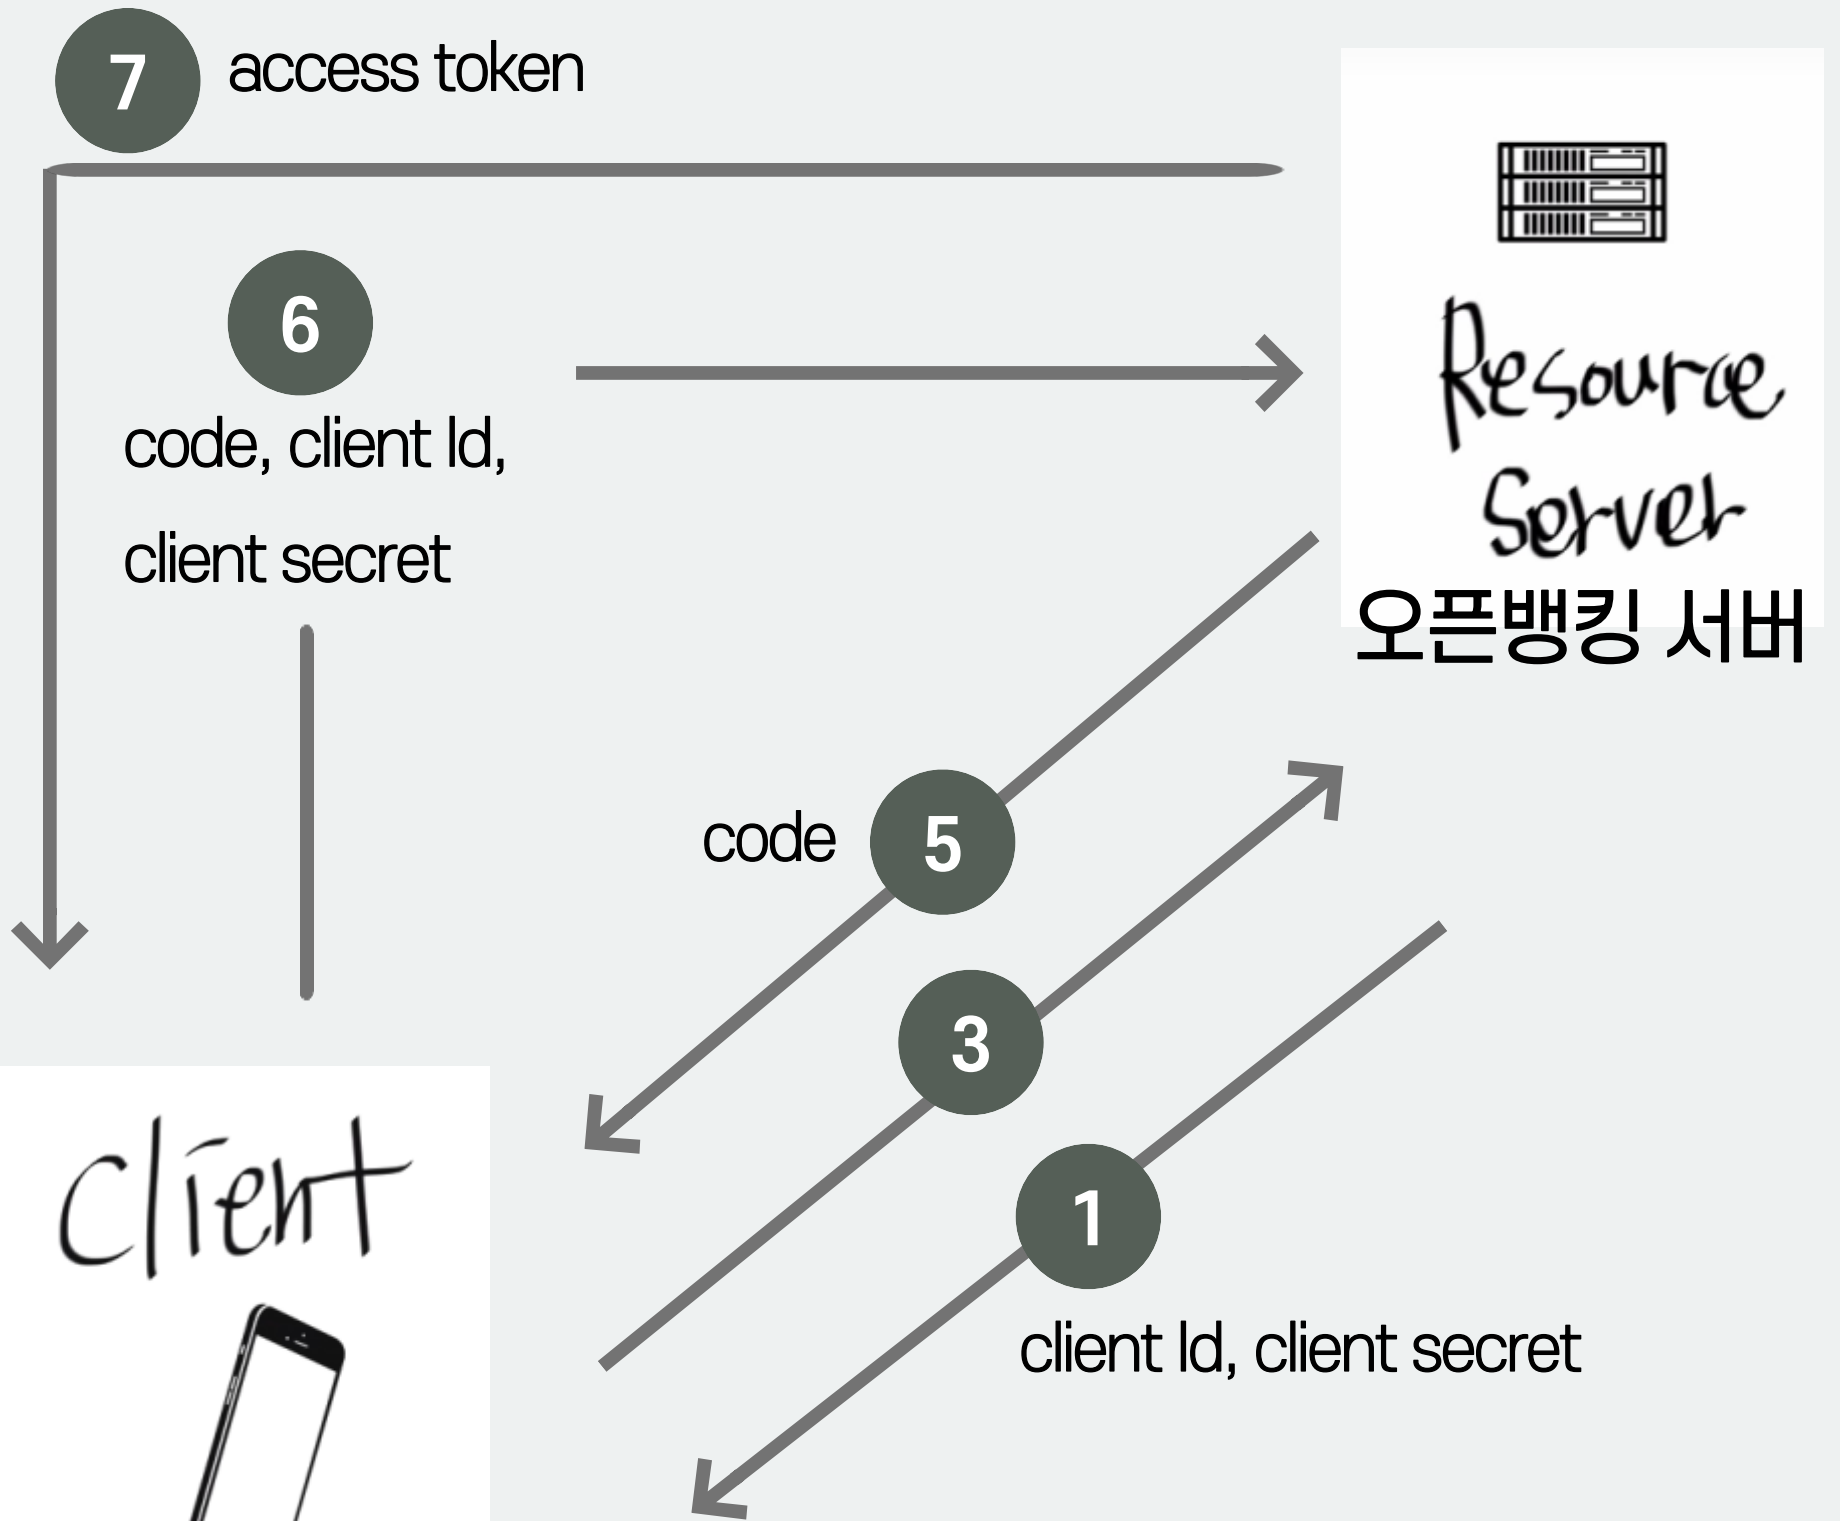 7
access token
6
code, client Id,
client secret
Resource
Server
오픈뱅킹 서버
code
5
3
1
client Id, client secret
Client